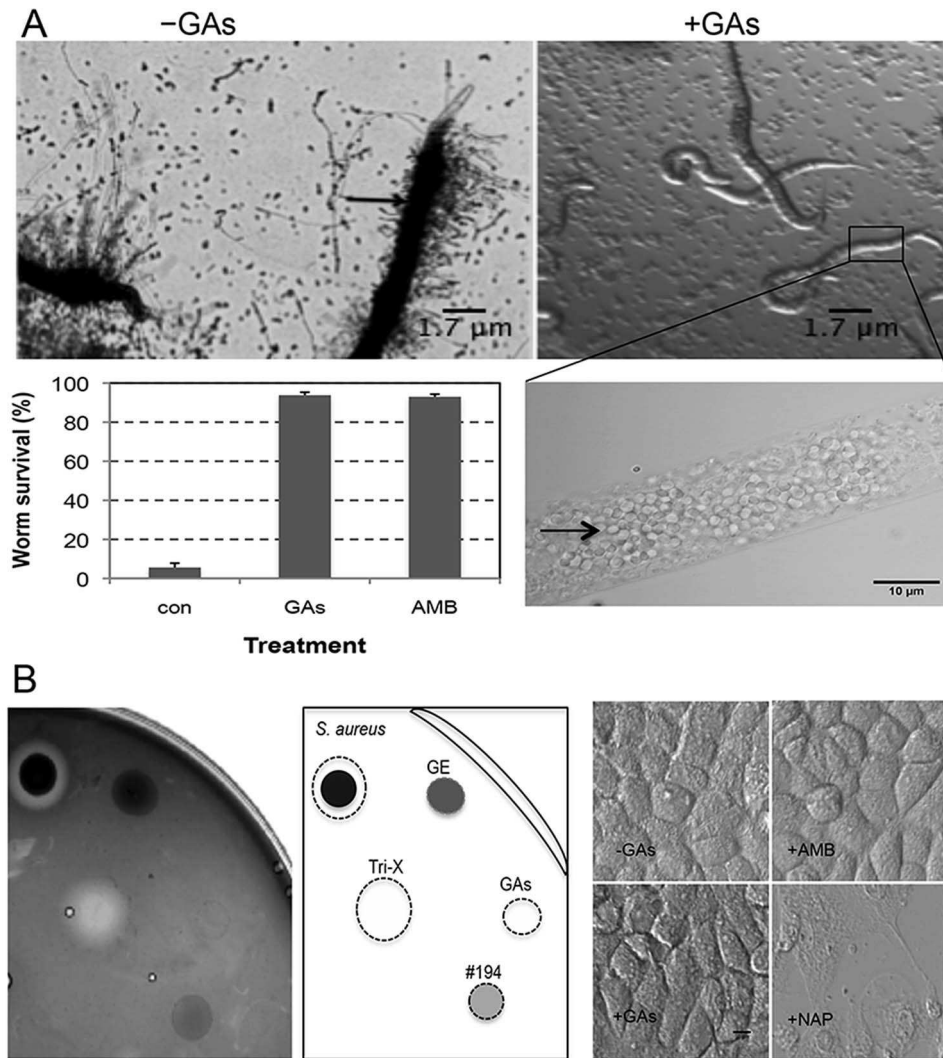 A
−GAs
+GAs
1.7 µm
1.7 µm
Worm survival (%)
100
80
60
40
20
0
con
GAs
AMB
Treatment
10 µm
B
S. aureus
GE
Tri-X
GAs
#194
-GAs
+AMB
+GAs
+NAP